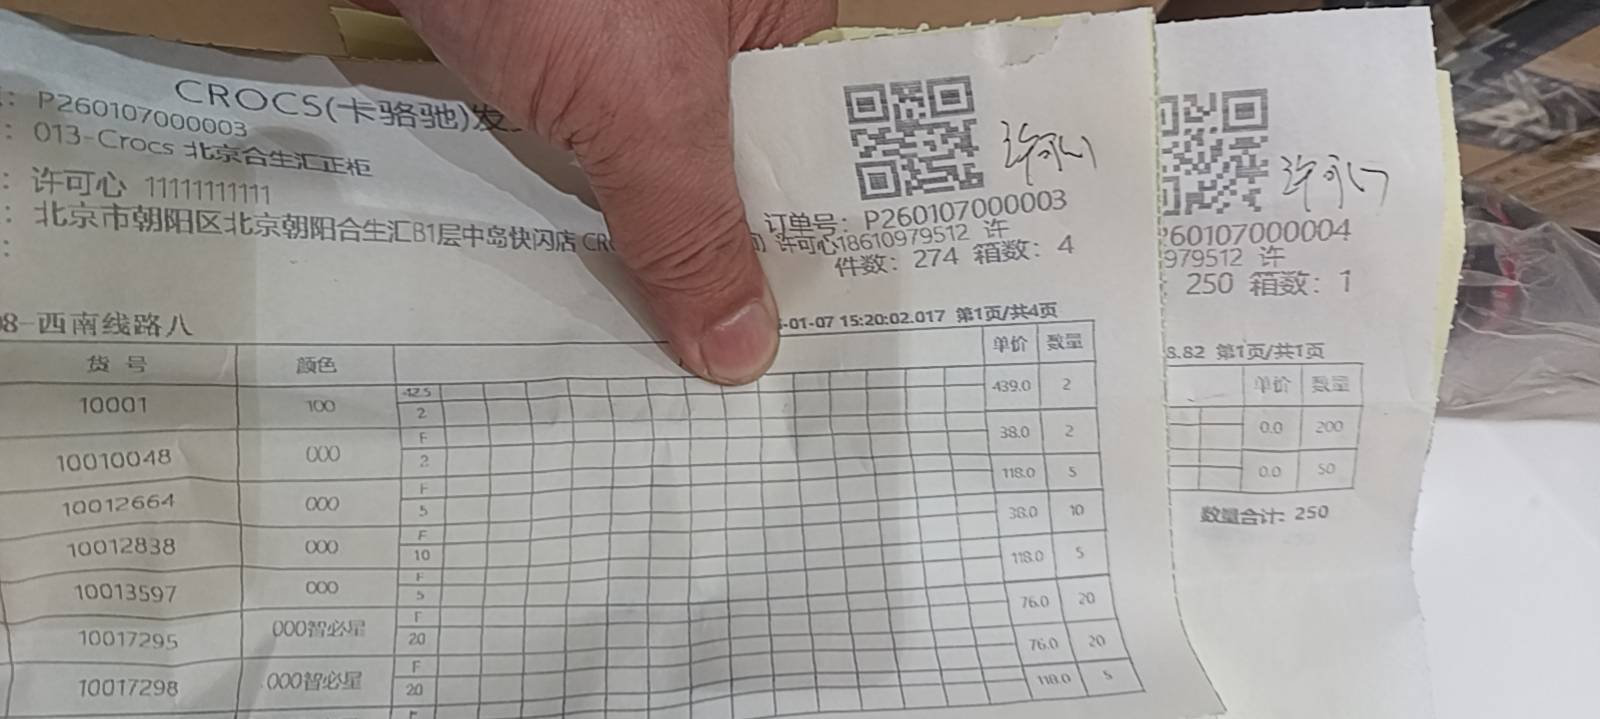 CROCS(卡骆驰)发
: P260107000003
: 013-Crocs 北京合生汇正柜
: 许可心 11111111111
: 北京市朝阳区北京朝阳合生汇B1层中岛快闪店 CR
:
许可心
订单号: P260107000003
许可心18610979512 许
件数: 274 箱数: 4
8-西南线路八
-01-07 15:20:02.017 第1页/共4页
货号 颜色 单价 数量
10001 100 2 439.0 2
10010048 000 F 2 38.0 2
10012664 000 F 5 118.0 5
10012838 000 F 10 38.0 10
10013597 000 F 5 118.0 5
10017295 000智必星 F 20 76.0 20
10017298 000智必星 F 20 76.0 20
F 118.0 5
许可心
60107000004
979512 许
250 箱数: 1
8.82 第1页/共1页
单价 数量
0.0 200
0.0 50
数量合计: 250